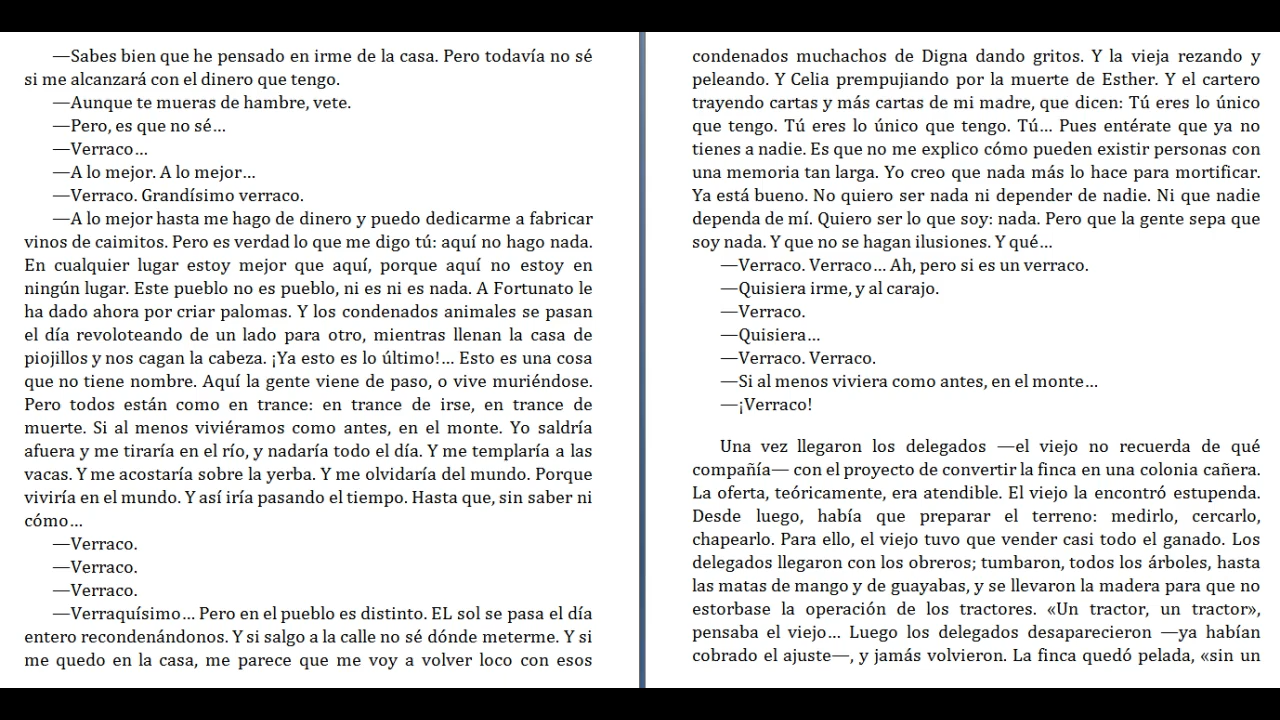 —Sabes bien que he pensado en irme de la casa. Pero todavía no sé
si me alcanzará con el dinero que tengo.
—Aunque te mueras de hambre, vete.
—Pero, es que no sé…
—Verraco…
—A lo mejor. A lo mejor…
—Verraco. Grandísimo verraco.
—A lo mejor hasta me hago de dinero y puedo dedicarme a fabricar
vinos de caimitos. Pero es verdad lo que me digo tú: aquí no hago nada.
En cualquier lugar estoy mejor que aquí, porque aquí no estoy en
ningún lugar. Este pueblo no es pueblo, ni es ni es nada. A Fortunato le
ha dado ahora por criar palomas. Y los condenados animales se pasan
el día revoloteando de un lado para otro, mientras llenan la casa de
piojillos y nos cagan la cabeza. ¡Ya esto es lo último!… Esto es una cosa
que no tiene nombre. Aquí la gente viene de paso, o vive muriéndose.
Pero todos están como en trance: en trance de irse, en trance de
muerte. Si al menos viviéramos como antes, en el monte. Yo saldría
afuera y me tiraría en el río, y nadaría todo el día. Y me templaría a las
vacas. Y me acostaría sobre la yerba. Y me olvidaría del mundo. Porque
viviría en el mundo. Y así iría pasando el tiempo. Hasta que, sin saber ni
cómo…
—Verraco.
—Verraco.
—Verraco.
—Verraquísimo… Pero en el pueblo es distinto. EL sol se pasa el día
entero recondenándonos. Y si salgo a la calle no sé dónde meterme. Y si
me quedo en la casa, me parece que me voy a volver loco con esos
condenados muchachos de Digna dando gritos. Y la vieja rezando y
peleando. Y Celia prempujiando por la muerte de Esther. Y el cartero
trayendo cartas y más cartas de mi madre, que dicen: Tú eres lo único
que tengo. Tú eres lo único que tengo. Tú… Pues entérate que ya no
tienes a nadie. Es que no me explico cómo pueden existir personas con
una memoria tan larga. Yo creo que nada más lo hace para mortificar.
Ya está bueno. No quiero ser nada ni depender de nadie. Ni que nadie
dependa de mí. Quiero ser lo que soy: nada. Pero que la gente sepa que
soy nada. Y que no se hagan ilusiones. Y qué…
—Verraco. Verraco… Ah, pero si es un verraco.
—Quisiera irme, y al carajo.
—Verraco.
—Quisiera…
—Verraco. Verraco.
—Si al menos viviera como antes, en el monte…
—¡Verraco!
Una vez llegaron los delegados —el viejo no recuerda de qué
compañía— con el proyecto de convertir la finca en una colonia cañera.
La oferta, teóricamente, era atendible. El viejo la encontró estupenda.
Desde luego, había que preparar el terreno: medirlo, cercarlo,
chapearlo. Para ello, el viejo tuvo que vender casi todo el ganado. Los
delegados llegaron con los obreros; tumbaron, todos los árboles, hasta
las matas de mango y de guayabas, y se llevaron la madera para que no
estorbase la operación de los tractores. «Un tractor, un tractor»,
pensaba el viejo… Luego los delegados desaparecieron —ya habían
cobrado el ajuste—, y jamás volvieron. La finca quedó pelada, «sin un